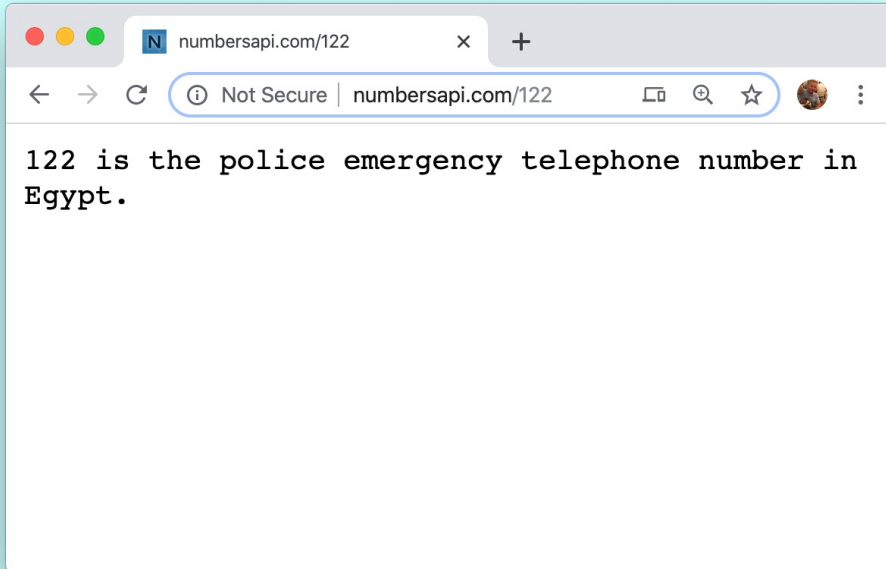 N numbersapi.com/122
Not Secure numbersapi.com/122
122 is the police emergency telephone number in
Egypt.